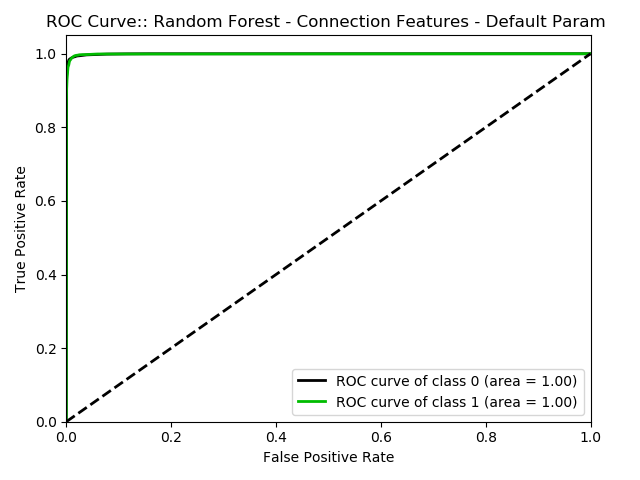 ROC Curve:: Random Forest - Connection Features - Default Param
1.0
0.8
0.6
0.4
0.2
0.0
True Positive Rate
ROC curve of class 0 (area = 1.00)
ROC curve of class 1 (area = 1.00)
0.0 0.2 0.4 0.6 0.8 1.0
False Positive Rate